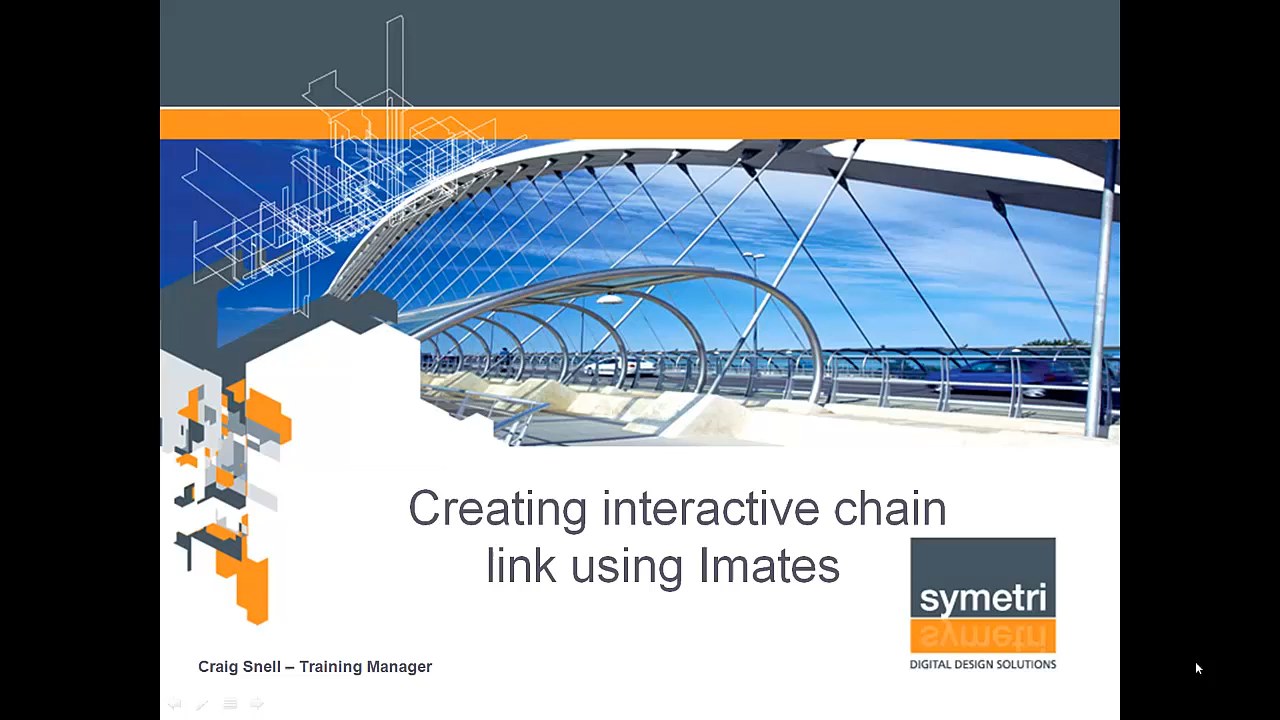 Creating interactive chain
link using Imates
symetri
DIGITAL DESIGN SOLUTIONS
Craig Snell – Training Manager